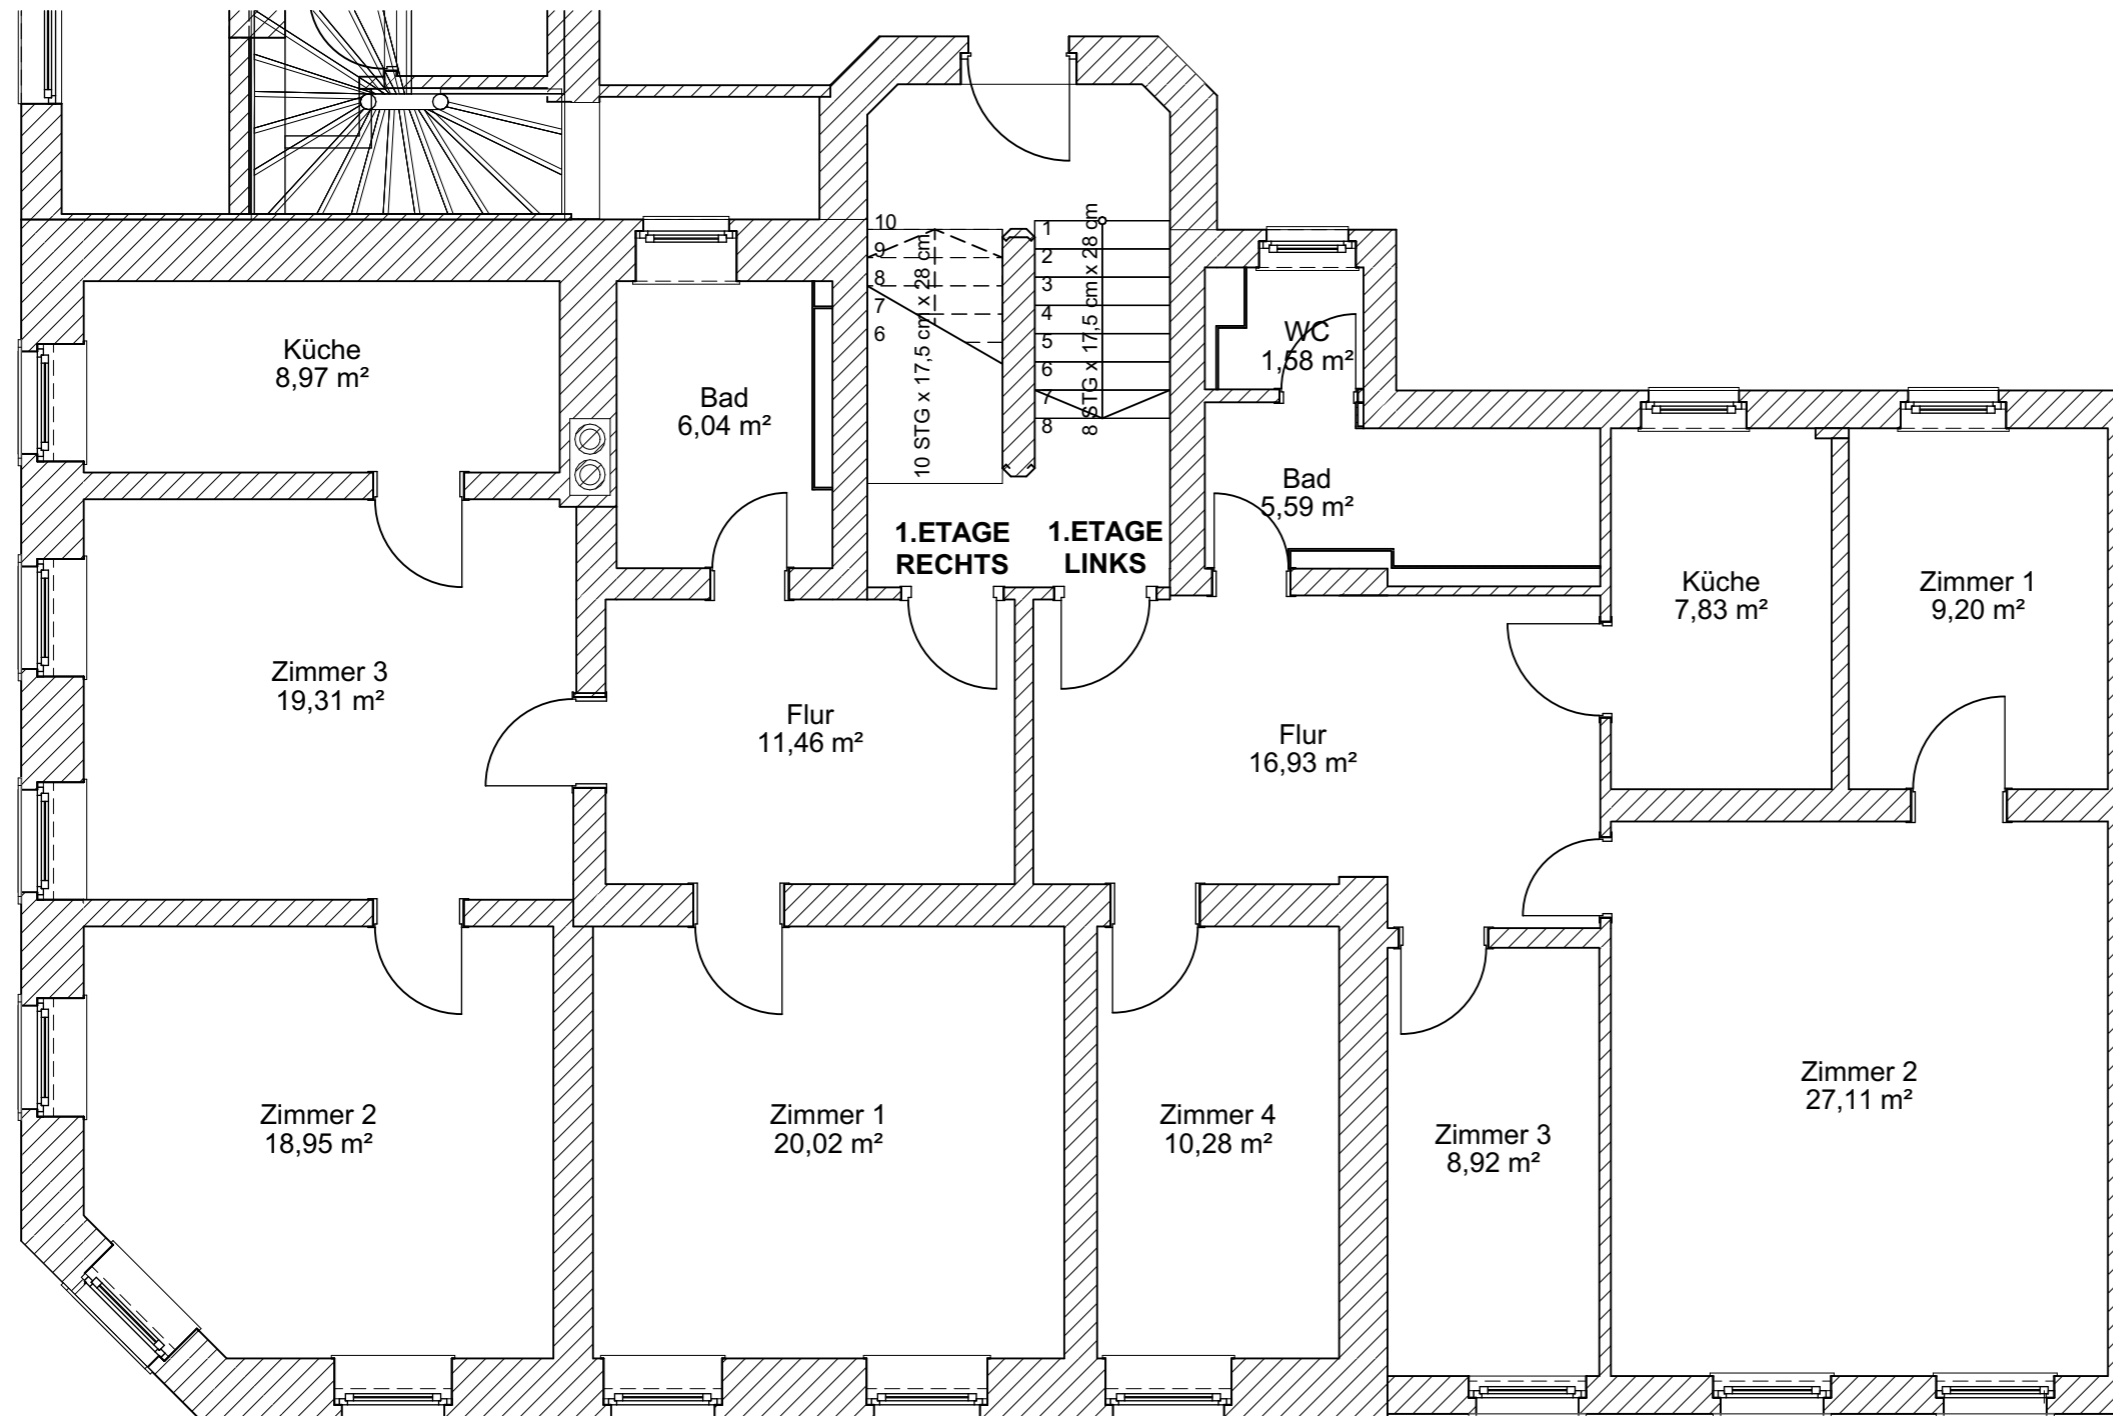 10
9
8
7
6
10 STG x 17,5 cm x 28 cm
1
2
3
4
5
6
7
8
8 STG x 17,5 cm x 28 cm
WC
1,58 m²
Küche
8,97 m²
Bad
6,04 m²
Bad
5,59 m²
1.ETAGE
RECHTS
1.ETAGE
LINKS
Küche
7,83 m²
Zimmer 1
9,20 m²
Zimmer 3
19,31 m²
Flur
11,46 m²
Flur
16,93 m²
Zimmer 2
18,95 m²
Zimmer 1
20,02 m²
Zimmer 4
10,28 m²
Zimmer 3
8,92 m²
Zimmer 2
27,11 m²